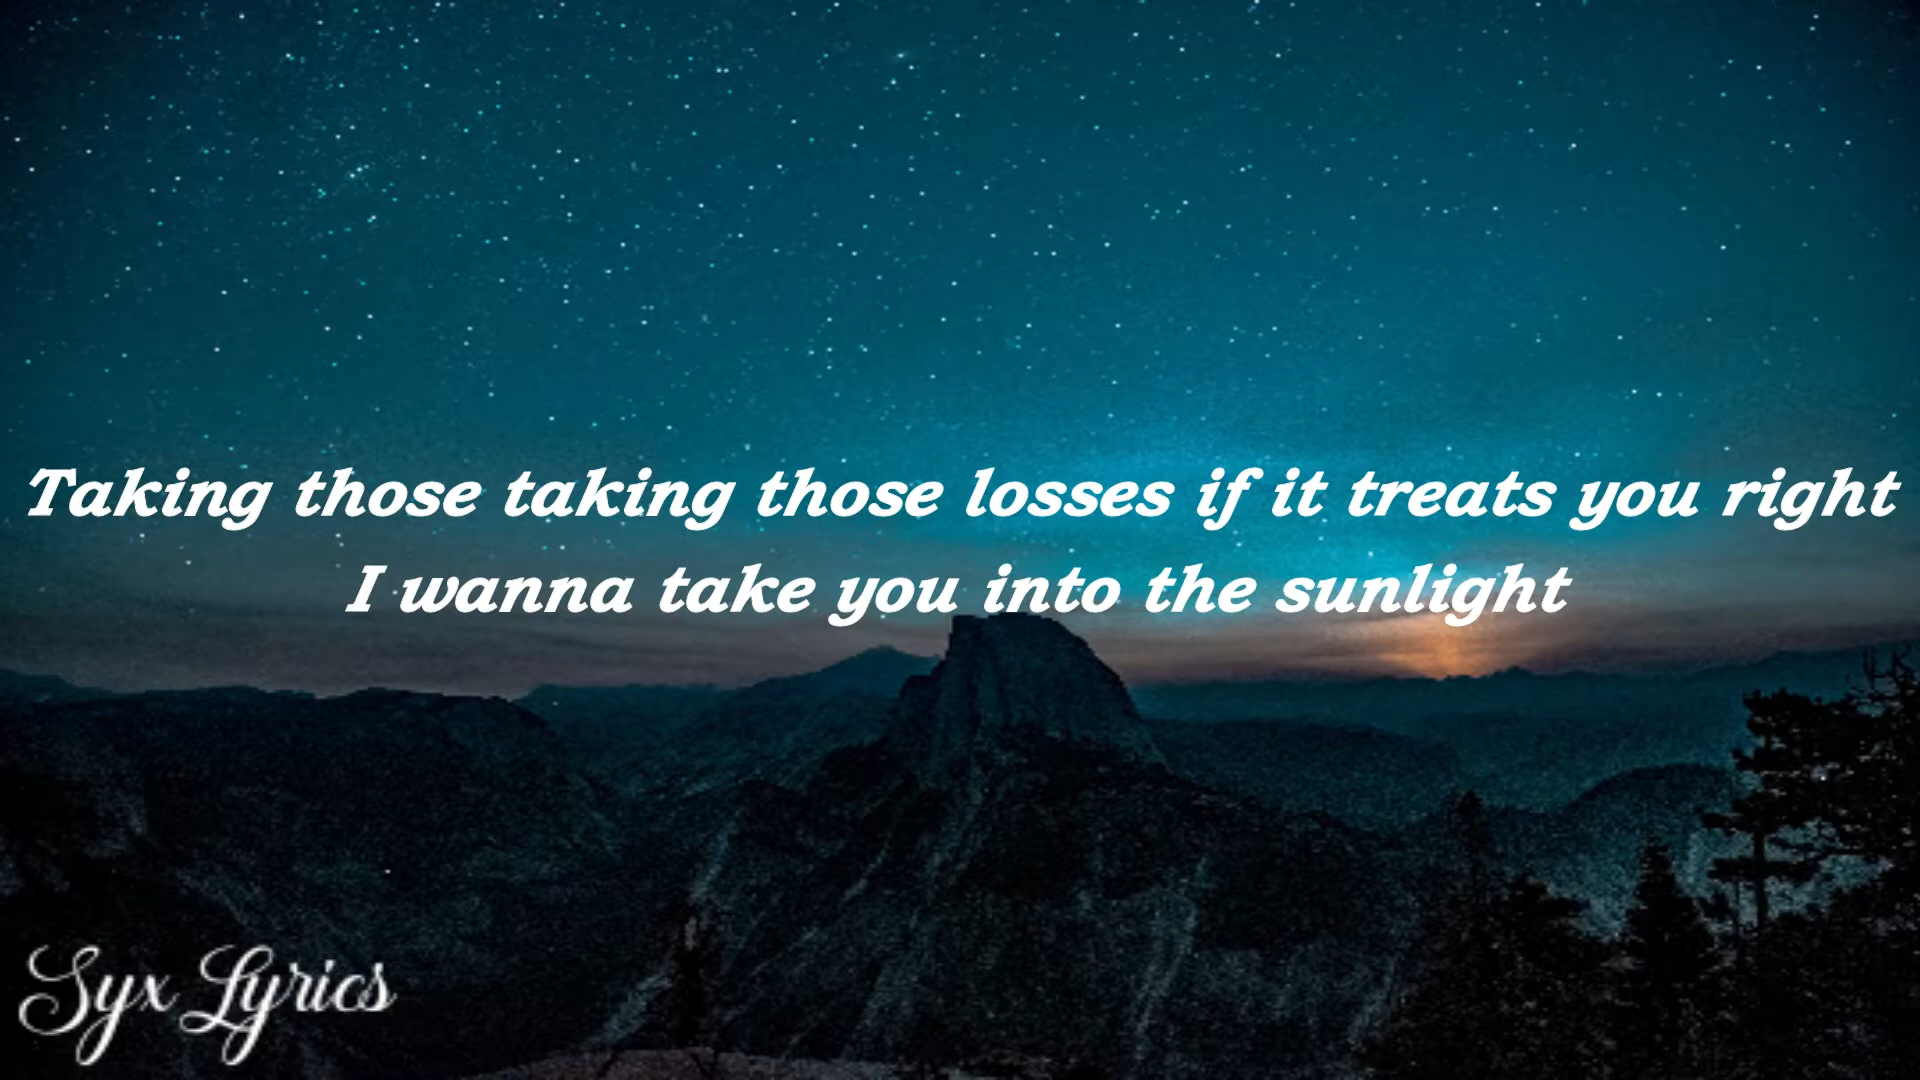 Taking those taking those losses if it treats you right
I wanna take you into the sunlight
Syx Lyrics